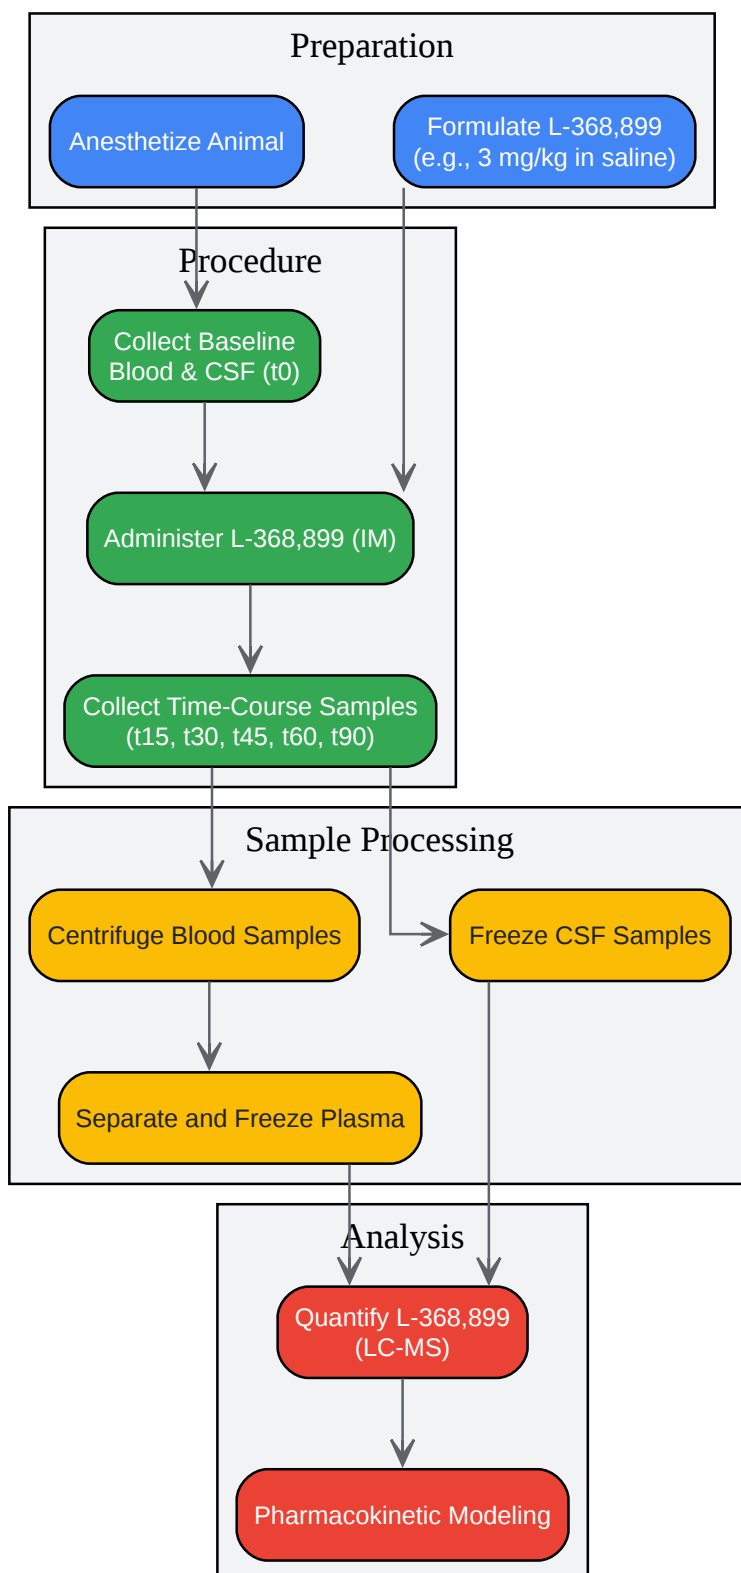 Preparation
Anesthetize Animal
Formulate L-368,899
(e.g., 3 mg/kg in saline)
Procedure
Collect Baseline
Blood & CSF (t0)
Administer L-368,899 (IM)
Collect Time-Course Samples
(t15, t30, t45, t60, t90)
Sample Processing
Centrifuge Blood Samples
Freeze CSF Samples
Separate and Freeze Plasma
Analysis
Quantify L-368,899
(LC-MS)
Pharmacokinetic Modeling